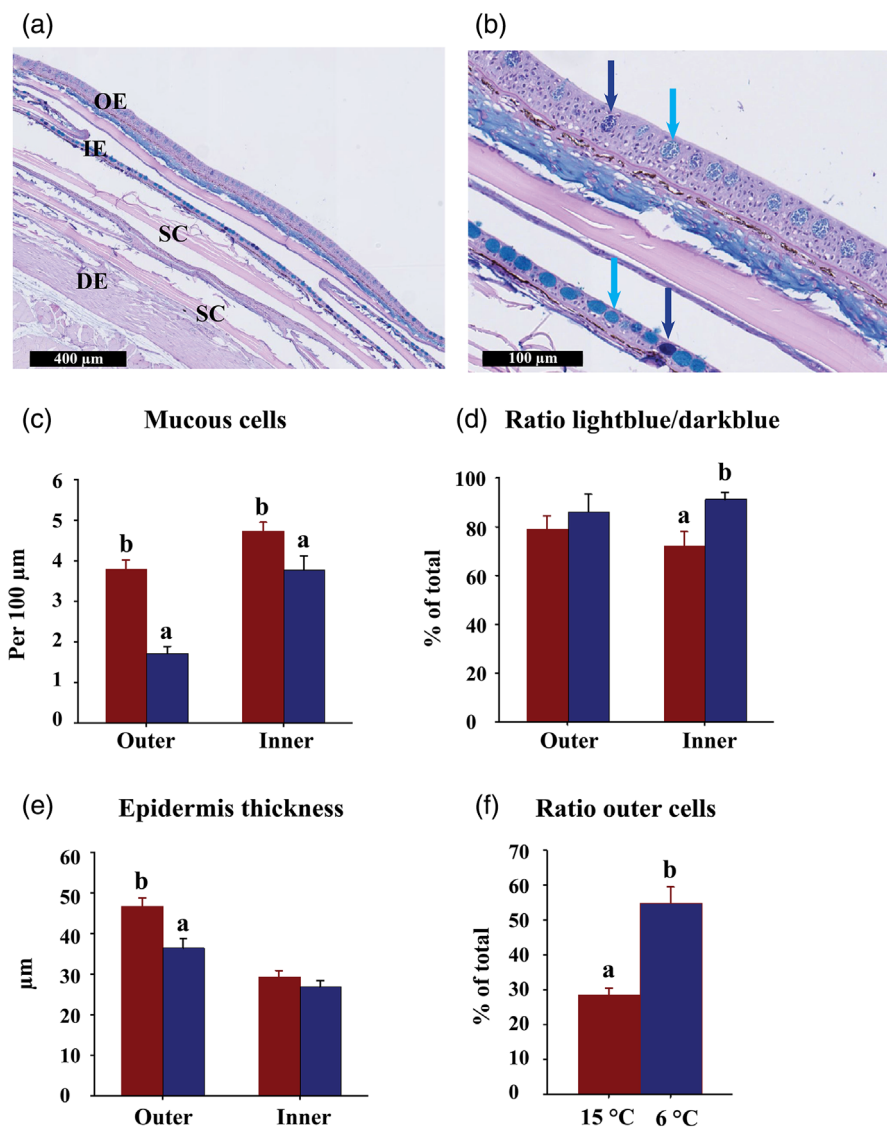 (a)
(b)
OE
IE
SC
DE
SC
400 µm
100 µm
(c)
Mucous cells
Per 100 µm
6
5
4
3
2
1
0
b
a
b
a
Outer
Inner
(d)
Ratio lightblue/darkblue
% of total
100
80
60
40
20
0
a
b
Outer
Inner
(e)
Epidermis thickness
µm
60
50
40
30
20
10
0
b
a
Outer
Inner
(f)
Ratio outer cells
% of total
70
60
50
40
30
20
10
0
a
b
15 °C
6 °C